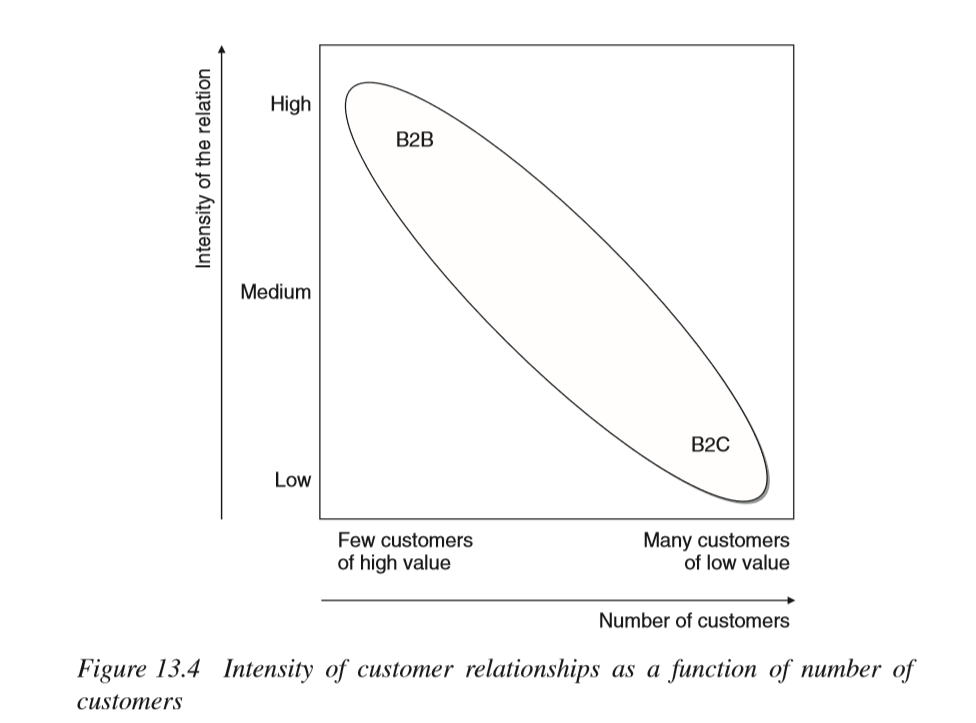 Intensity of the relation
High
B2B
Medium
B2C
Low
Few customers
of high value
Many customers
of low value
Number of customers
Figure 13.4 Intensity of customer relationships as a function of number of
customers